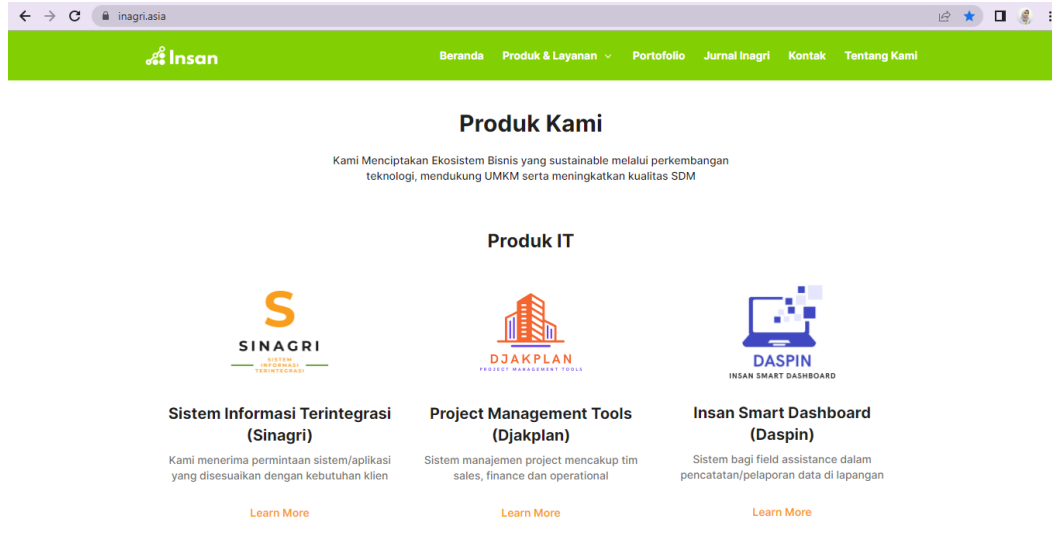 inagri.asia
Insan
Beranda Produk & Layanan Portofolio Jurnal Inagri Kontak Tentang Kami
Produk Kami
Kami Menciptakan Ekosistem Bisnis yang sustainable melalui perkembangan
teknologi, mendukung UMKM serta meningkatkan kualitas SDM
Produk IT
S
SINAGRI
SISTEM
INFORMASI
TERINTEGRASI
DJAKPLAN
PROJECT MANAGEMENT TOOLS
DASPIN
INSAN SMART DASHBOARD
Sistem Informasi Terintegrasi
(Sinagri)
Kami menerima permintaan sistem/aplikasi
yang disesuaikan dengan kebutuhan klien
Learn More
Project Management Tools
(Djakplan)
Sistem manajemen project mencakup tim
sales, finance dan operational
Learn More
Insan Smart Dashboard
(Daspin)
Sistem bagi field assistance dalam
pencatatan/pelaporan data di lapangan
Learn More